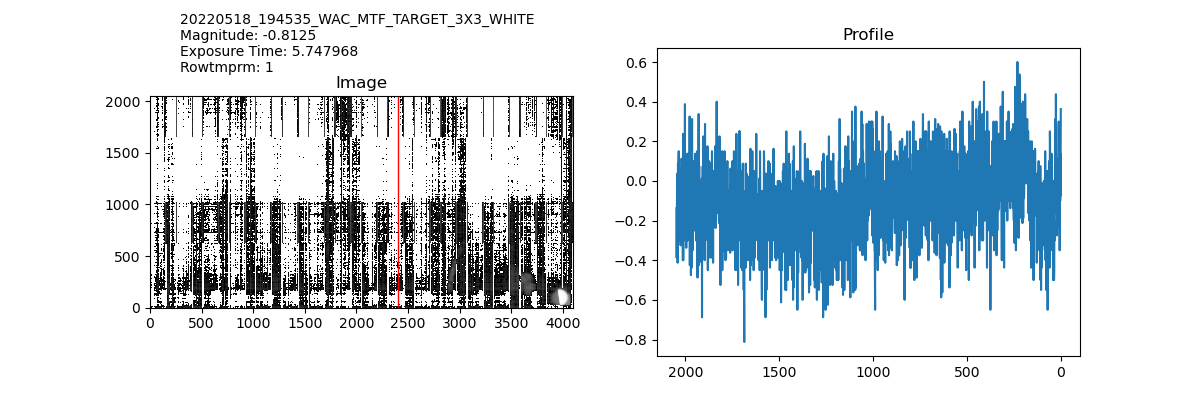 20220518_194535_WAC_MTF_TARGET_3X3_WHITE
Magnitude: -0.8125
Exposure Time: 5.747968
Rowtmprm: 1
Image
2000
1500
1000
500
0
0 500 1000 1500 2000 2500 3000 3500 4000
Profile
0.6
0.4
0.2
0.0
−0.2
−0.4
−0.6
−0.8
2000 1500 1000 500 0